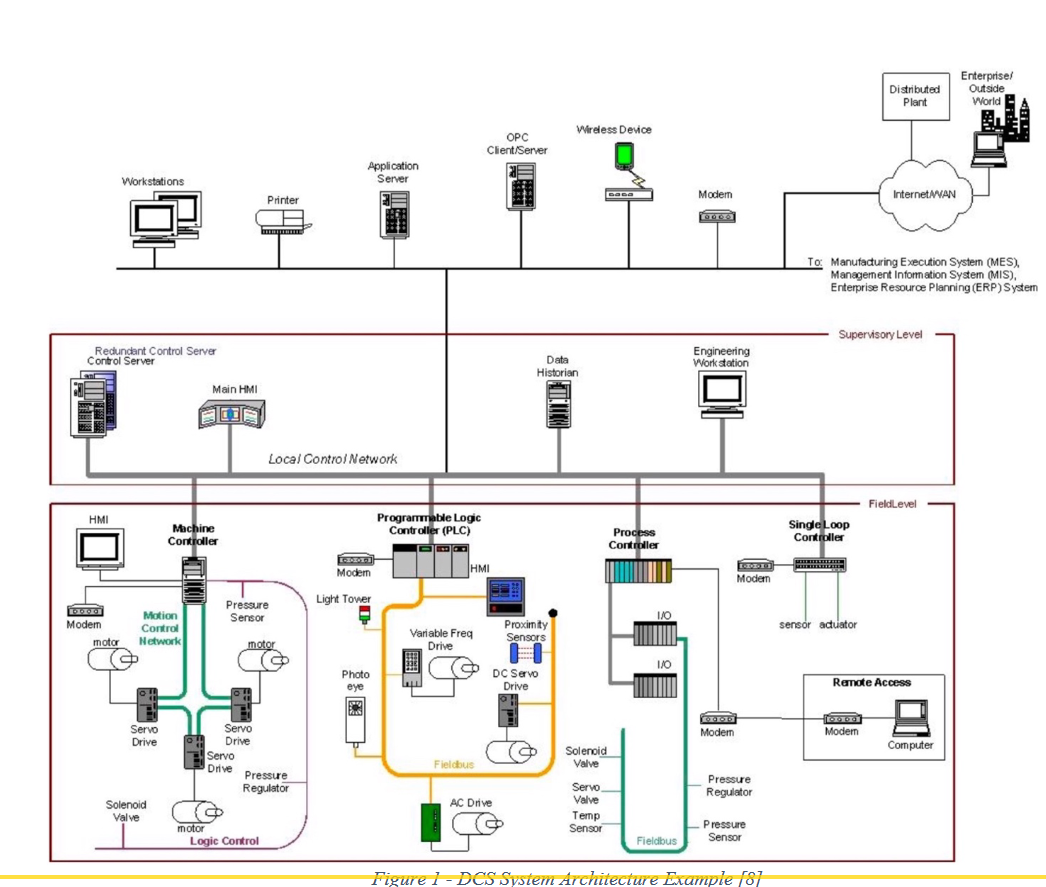 Distributed
Plant
Enterprise/
Outside
World
Internet/WAN
OPC
Client/Server
Wireless Device
Application
Server
Workstations
Printer
Modem
To: Manufacturing Execution System (MES),
Management Information System (MIS),
Enterprise Resource Planning (ERP) System
Supervisory Level
Redundant Control Server
Control Server
Main HMI
Data
Historian
Engineering
Workstation
Local Control Network
FieldLevel
HMI
Machine
Controller
Programmable Logic
Controller (PLC)
Process
Controller
Single Loop
Controller
Modem
HMI
Modem
Modem
Pressure
Sensor
Motion
Control
Network
motor
motor
Servo
Drive
Servo
Drive
Servo
Drive
Pressure
Regulator
Solenoid
Valve
motor
Logic Control
Light Tower
Variable Freq
Drive
Proximity
Sensors
Photo
eye
DC Servo
Drive
Fieldbus
AC Drive
I/O
I/O
sensor
actuator
Remote Access
Modem
Modem
Computer
Solenoid
Valve
Servo
Valve
Temp
Sensor
Pressure
Regulator
Pressure
Sensor
Fieldbus
Figure 1 - DCS System Architecture Example [8]